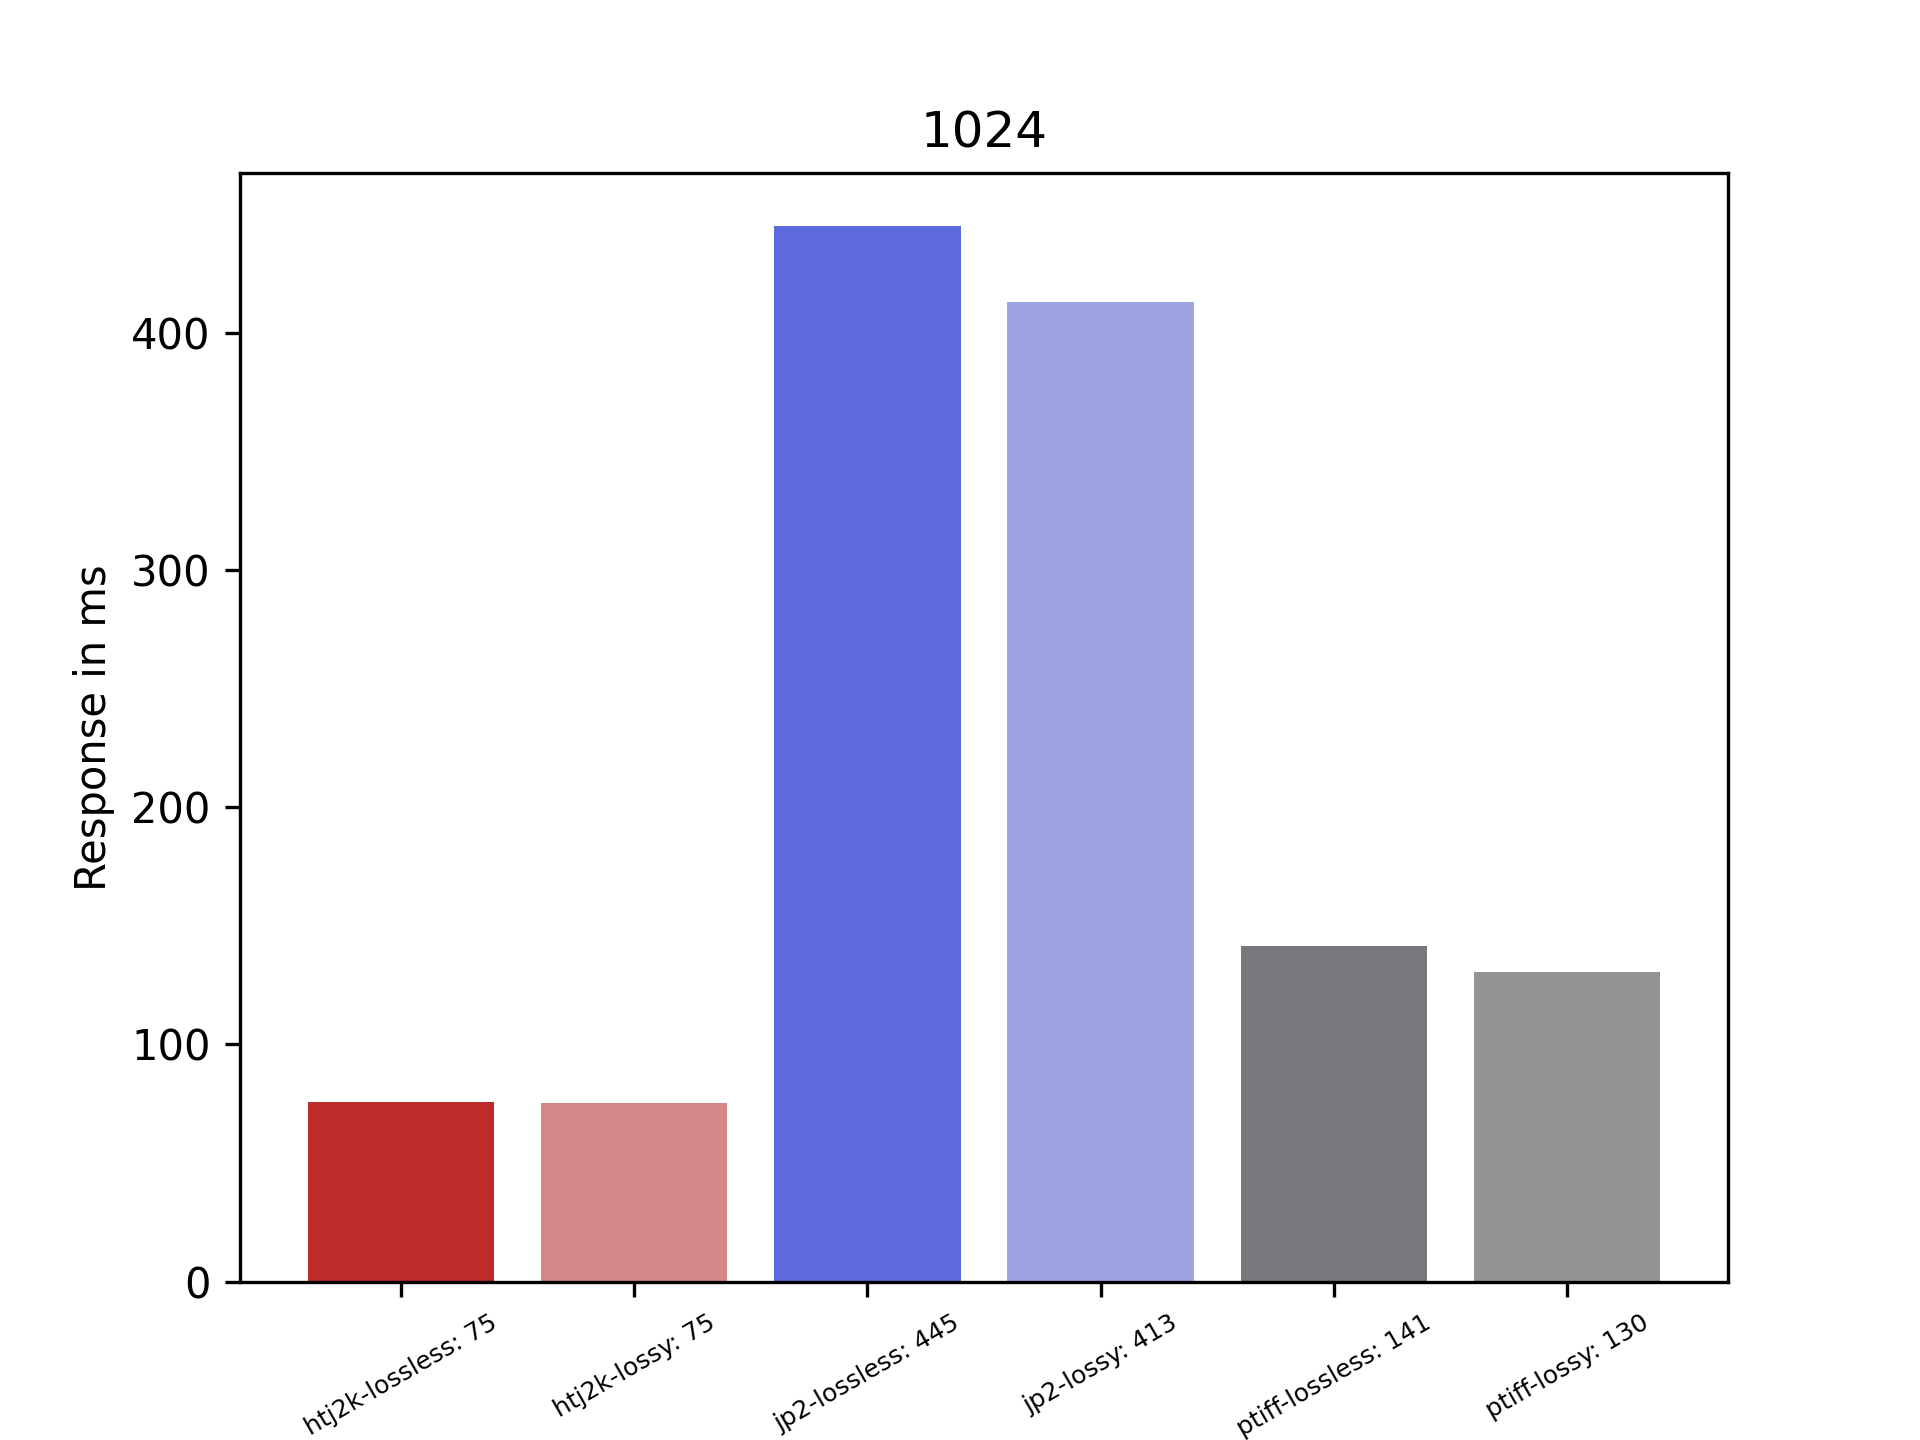 1024
Response in ms
400
300
200
100
0
htj2k-lossless: 75
htj2k-lossy: 75
jp2-lossless: 445
jp2-lossy: 413
ptiff-lossless: 141
ptiff-lossy: 130